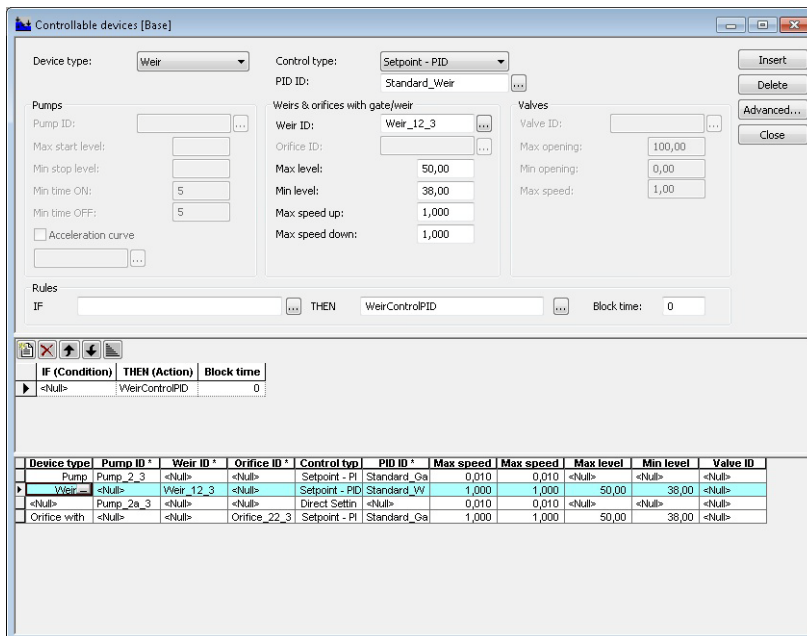 Controllable devices [Base]
Device type: Weir Control type: Setpoint - PID Insert
PID ID: Standard_Weir ... Delete
Pumps Weirs & orifices with gate/weir Valves Advanced...
Pump ID: ... Weir ID: Weir_12_3 ... Valve ID: ... Close
Max start level: Orifice ID: ... Max opening: 100,00
Min stop level: Max level: 50,00 Min opening: 0,00
Min time ON: 5 Min level: 38,00 Max speed: 1,00
Min time OFF: 5 Max speed up: 1,000
Acceleration curve Max speed down: 1,000
...
Rules
IF ... THEN WeirControlPID ... Block time: 0
IF (Condition) THEN (Action) Block time
<Null> WeirControlPID 0
Device type Pump ID * Weir ID * Orifice ID * Control typ PID ID * Max speed Max speed Max level Min level Valve ID
Pump Pump_2_3 <Null> <Null> Setpoint - PI Standard_Ga 0,010 0,010 <Null> <Null> <Null>
Weir ... <Null> Weir_12_3 <Null> Setpoint - PID Standard_W 1,000 1,000 50,00 38,00 <Null>
<Null> Pump_2a_3 <Null> <Null> Direct Settin <Null> 0,010 0,010 <Null> <Null> <Null>
Orifice with <Null> <Null> Orifice_22_3 Setpoint - PI Standard_Ga 1,000 1,000 50,00 38,00 <Null>